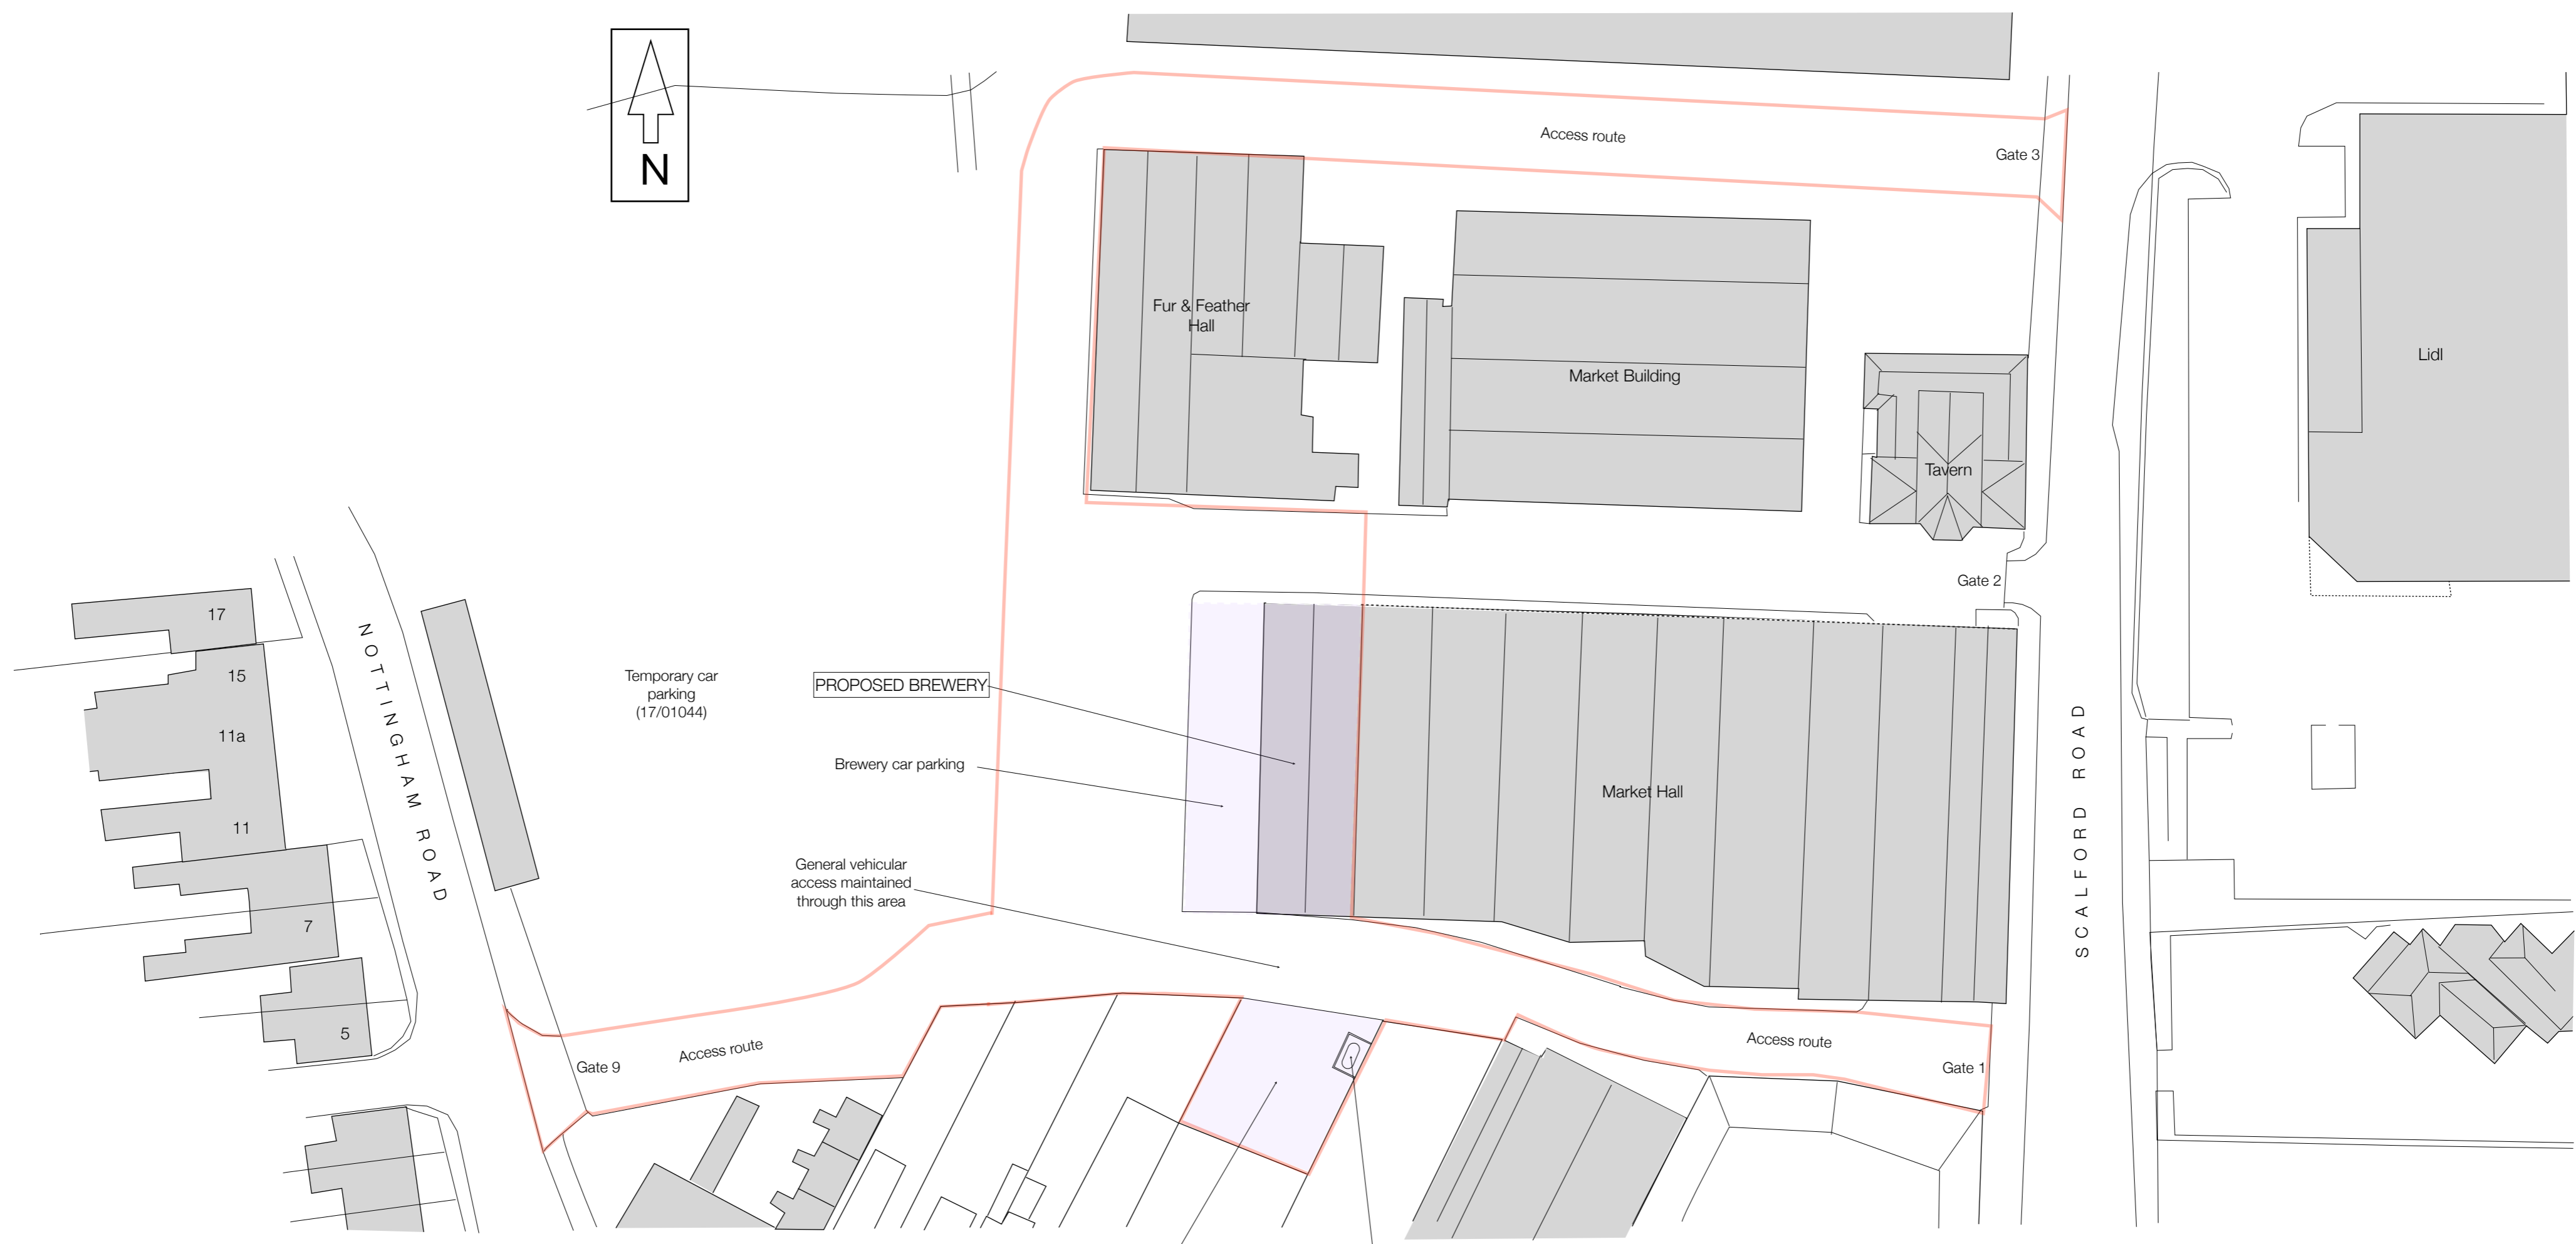 N
Access route
Gate 3
Fur & Feather
Hall
Market Building
Lidl
Tavern
Gate 2
17
15
11a
11
7
5
NOTTINGHAM ROAD
Temporary car
parking
(17/01044)
PROPOSED BREWERY
Brewery car parking
General vehicular
access maintained
through this area
Market Hall
SCALFORD ROAD
Gate 9
Access route
Access route
Gate 1